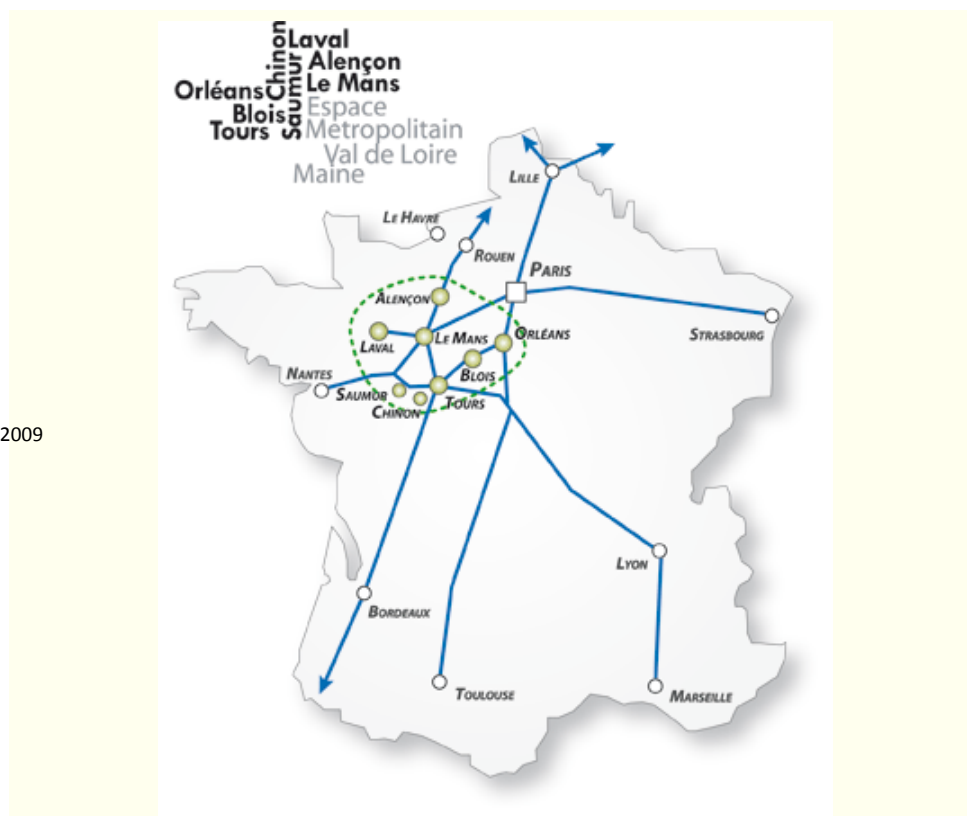 Chinon
Laval
Saumur
Alençon
Orléans
Le Mans
Blois
Espace
Tours
Métropolitain
Val de Loire
Maine
LILLE
LE HAVRE
ROUEN
PARIS
ALENÇON
ORLÉANS
LE MANS
STRASBOURG
LAVAL
BLOIS
NANTES
SAUMUR
TOURS
CHINON
2009
LYON
BORDEAUX
TOULOUSE
MARSEILLE